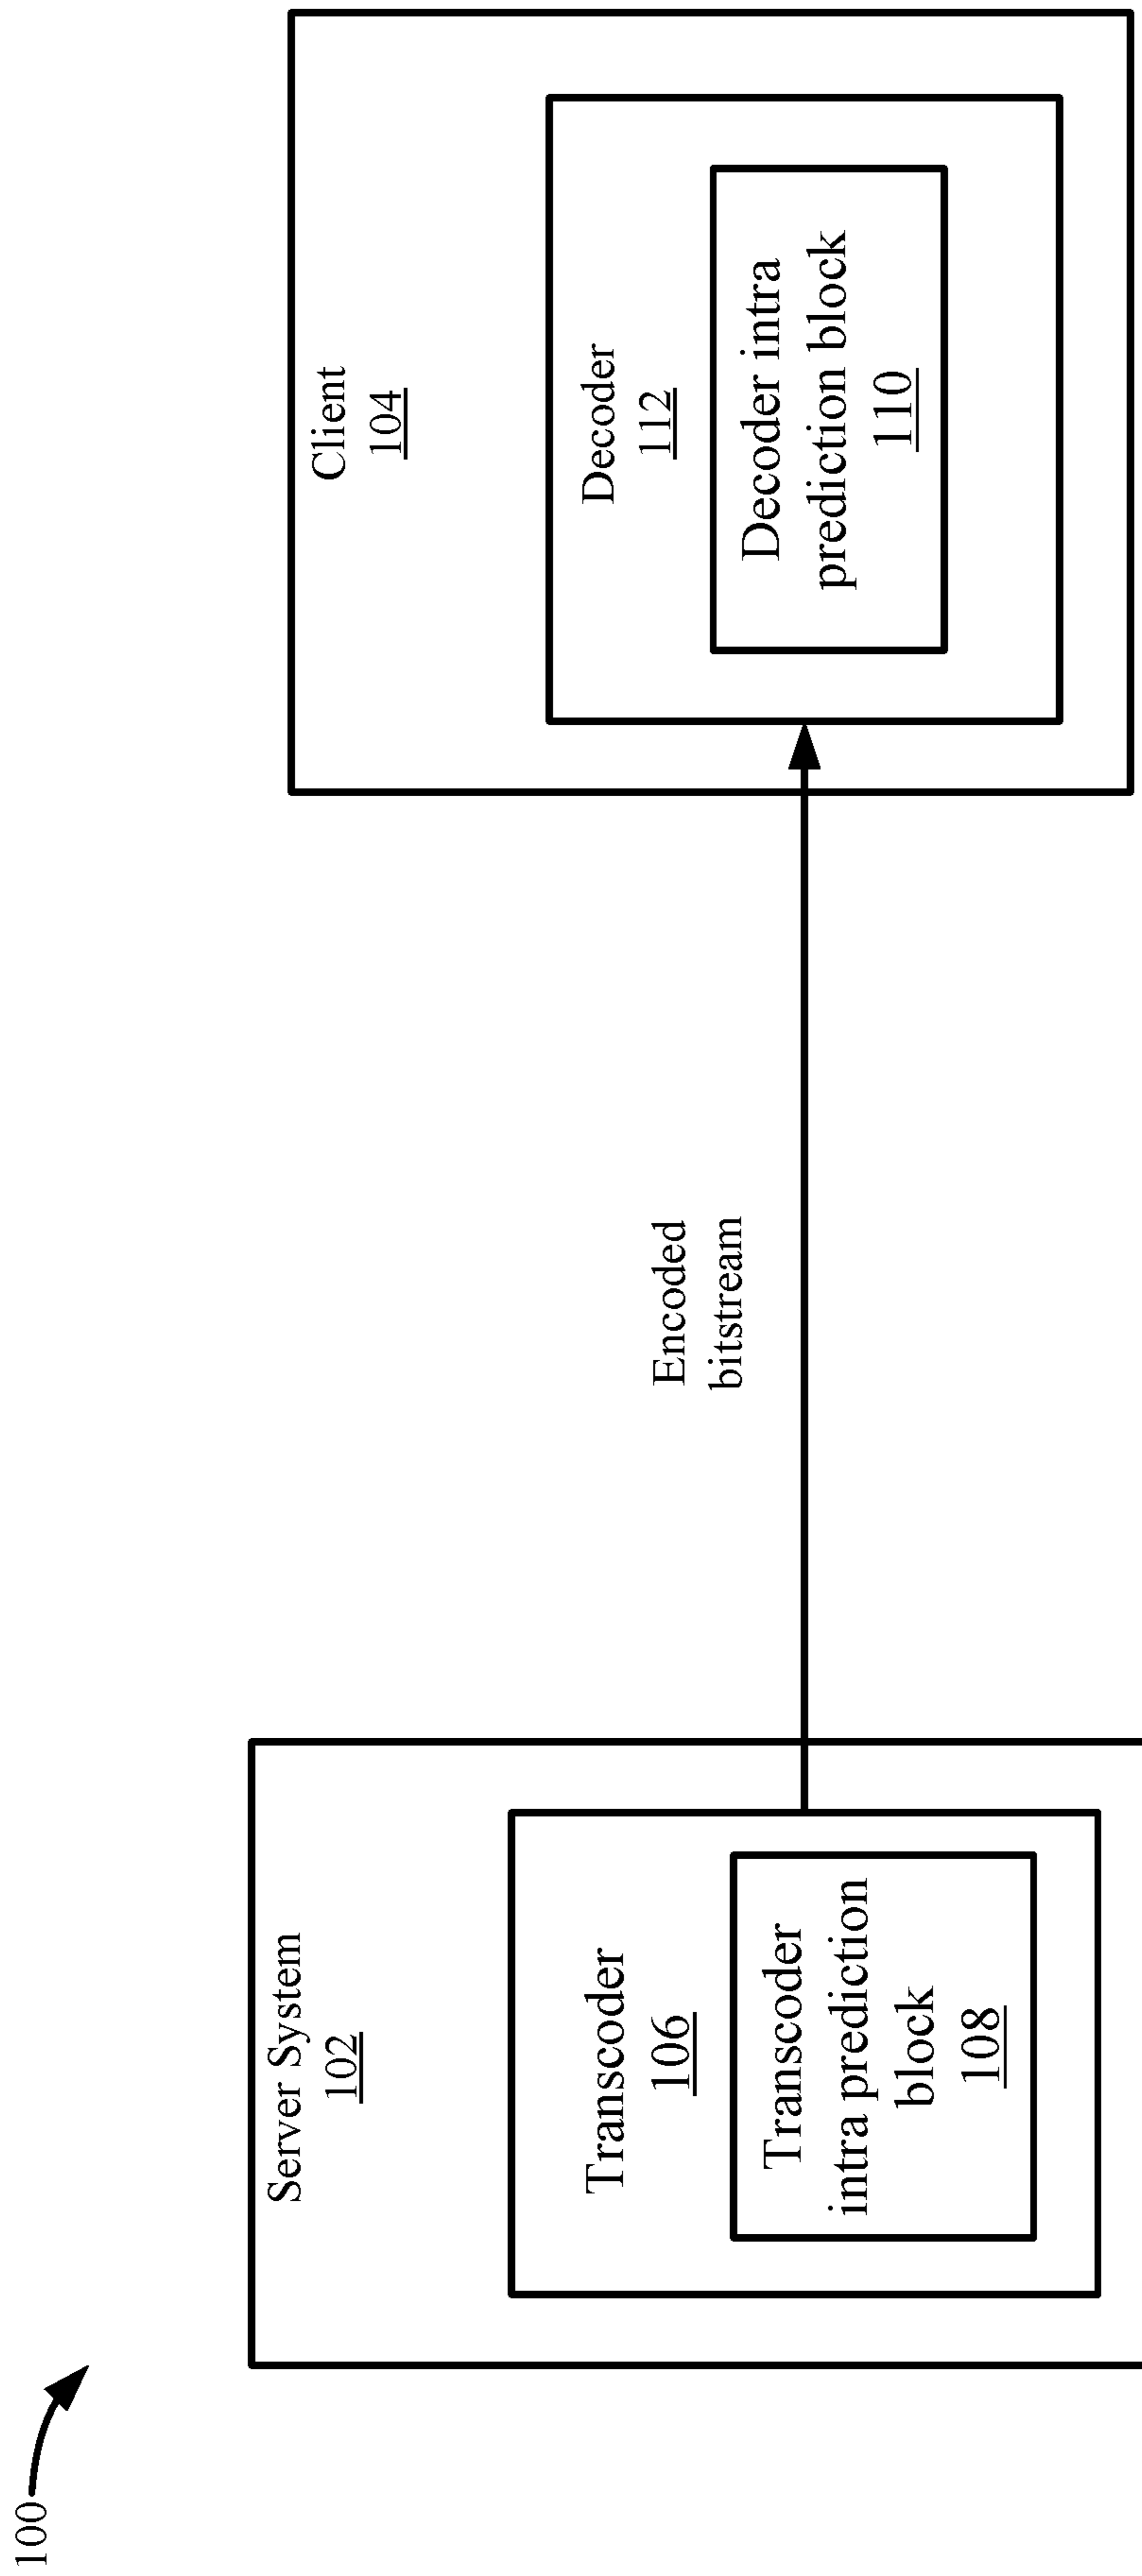 100
Server System
102
Transcoder
106
Transcoder
intra prediction
block
108
Encoded
bitstream
Client
104
Decoder
112
Decoder intra
prediction block
110